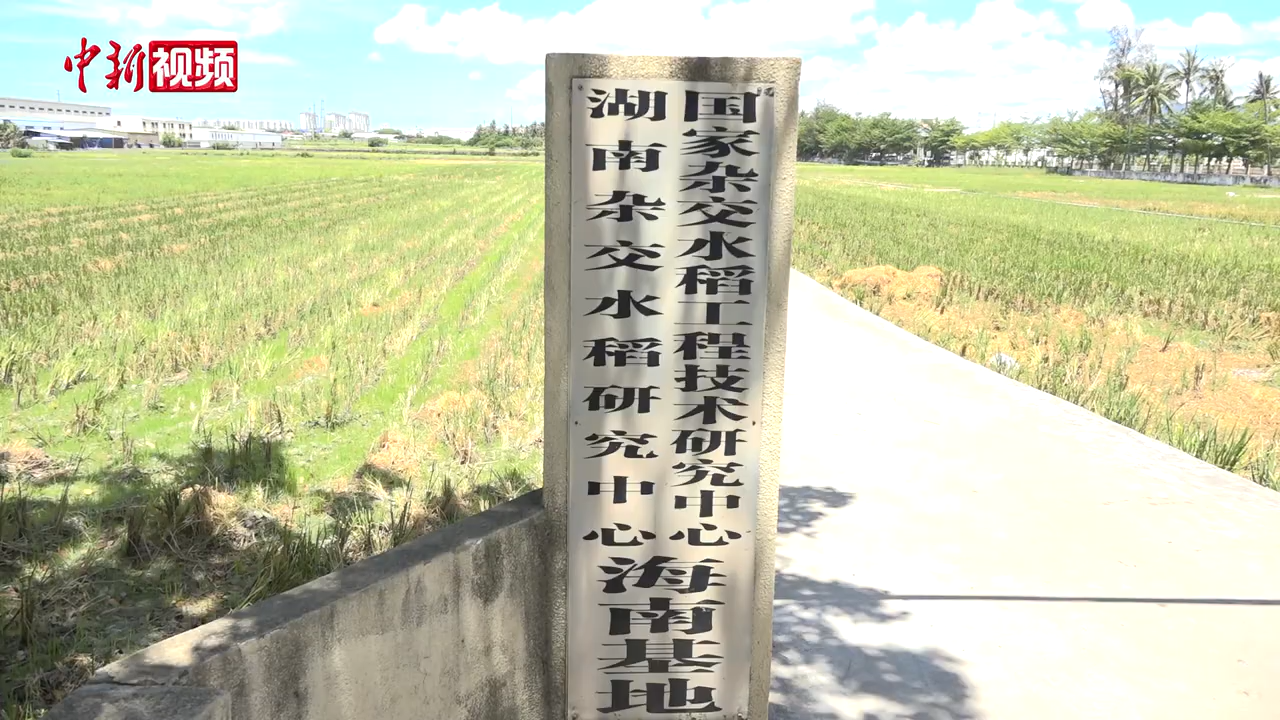 中新视频
国家杂交水稻工程技术研究中心
湖南杂交水稻研究中心
海南基地